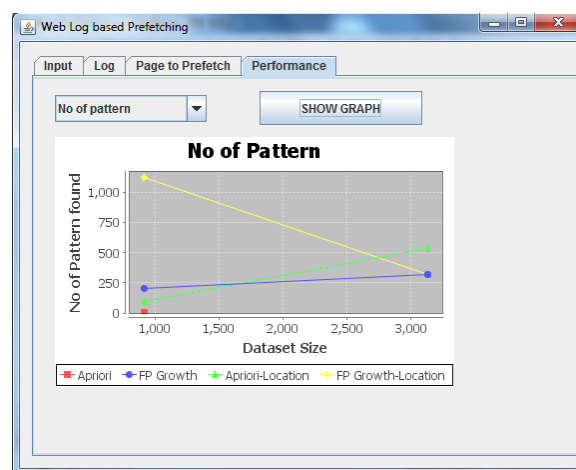 Web Log based Prefetching
Input Log Page to Prefetch Performance
No of pattern SHOW GRAPH
No of Pattern
No of Pattern found
1,000
750
500
250
0
1,000 1,500 2,000 2,500 3,000
Dataset Size
Apriori FP Growth Apriori-Location FP Growth-Location